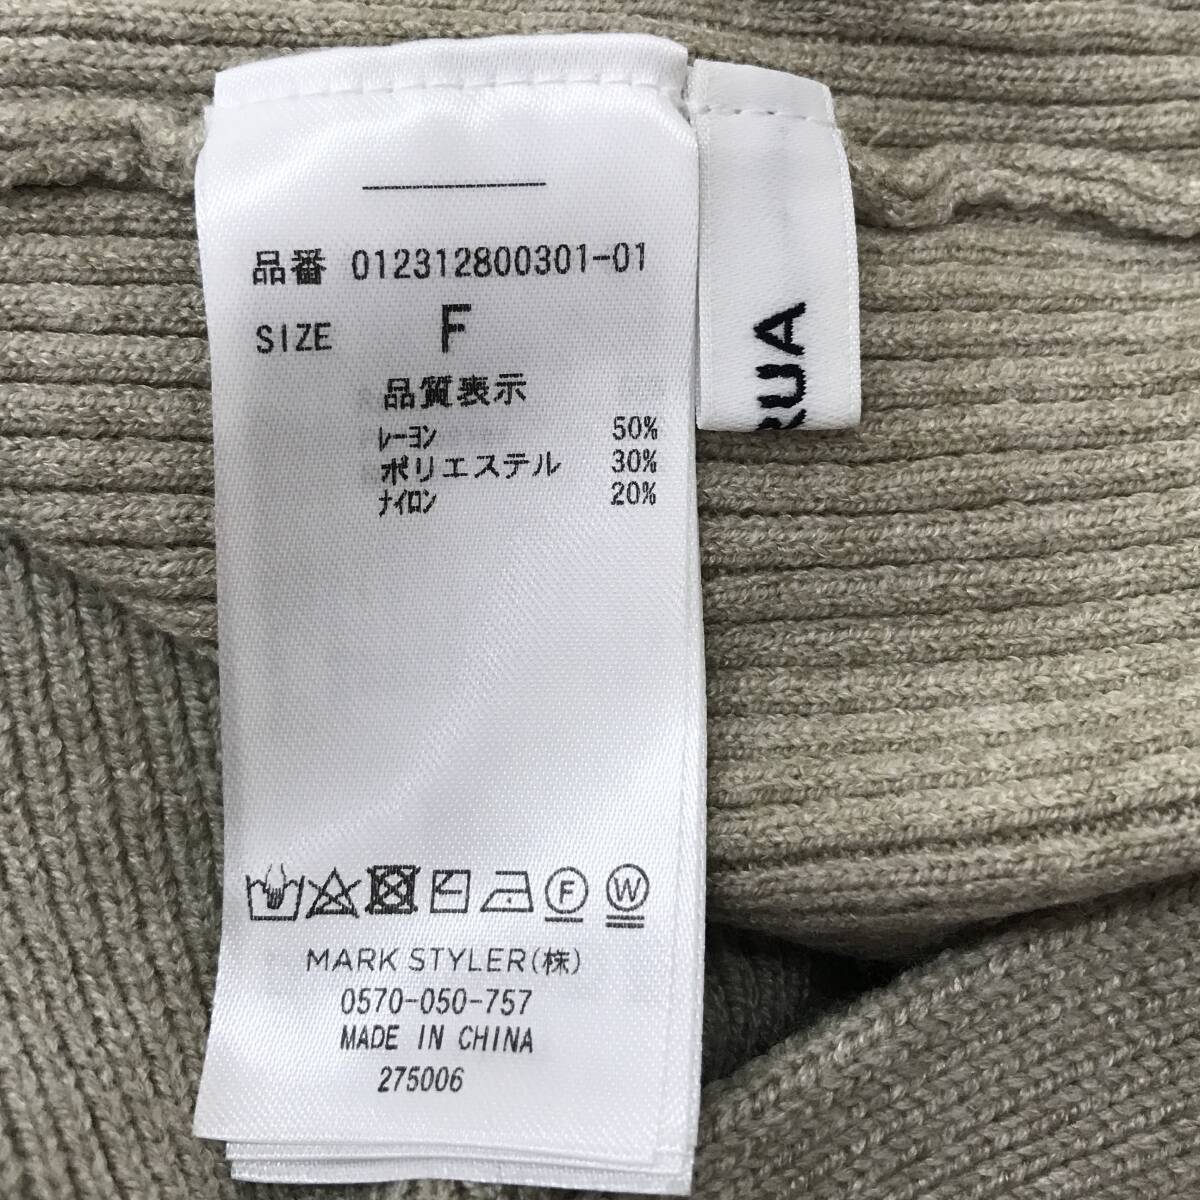 品番 012312800301-01
SIZE F
品質表示
レーヨン 50%
ポリエステル 30%
ナイロン 20%
F
W
MARK STYLER(株)
0570-050-757
MADE IN CHINA
275006
RUA